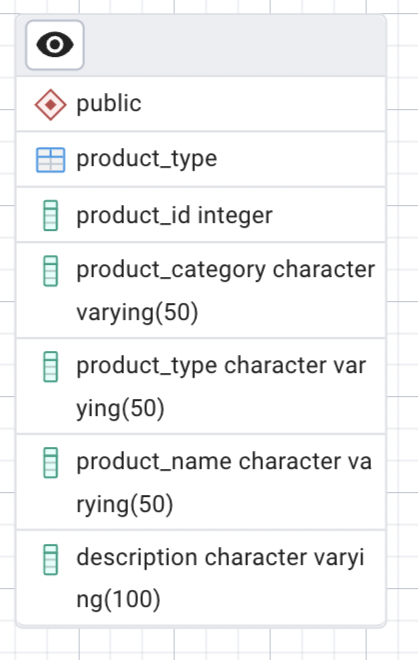 public
product_type
product_id integer
product_category character
varying(50)
product_type character var
ying(50)
product_name character va
rying(50)
description character varyi
ng(100)